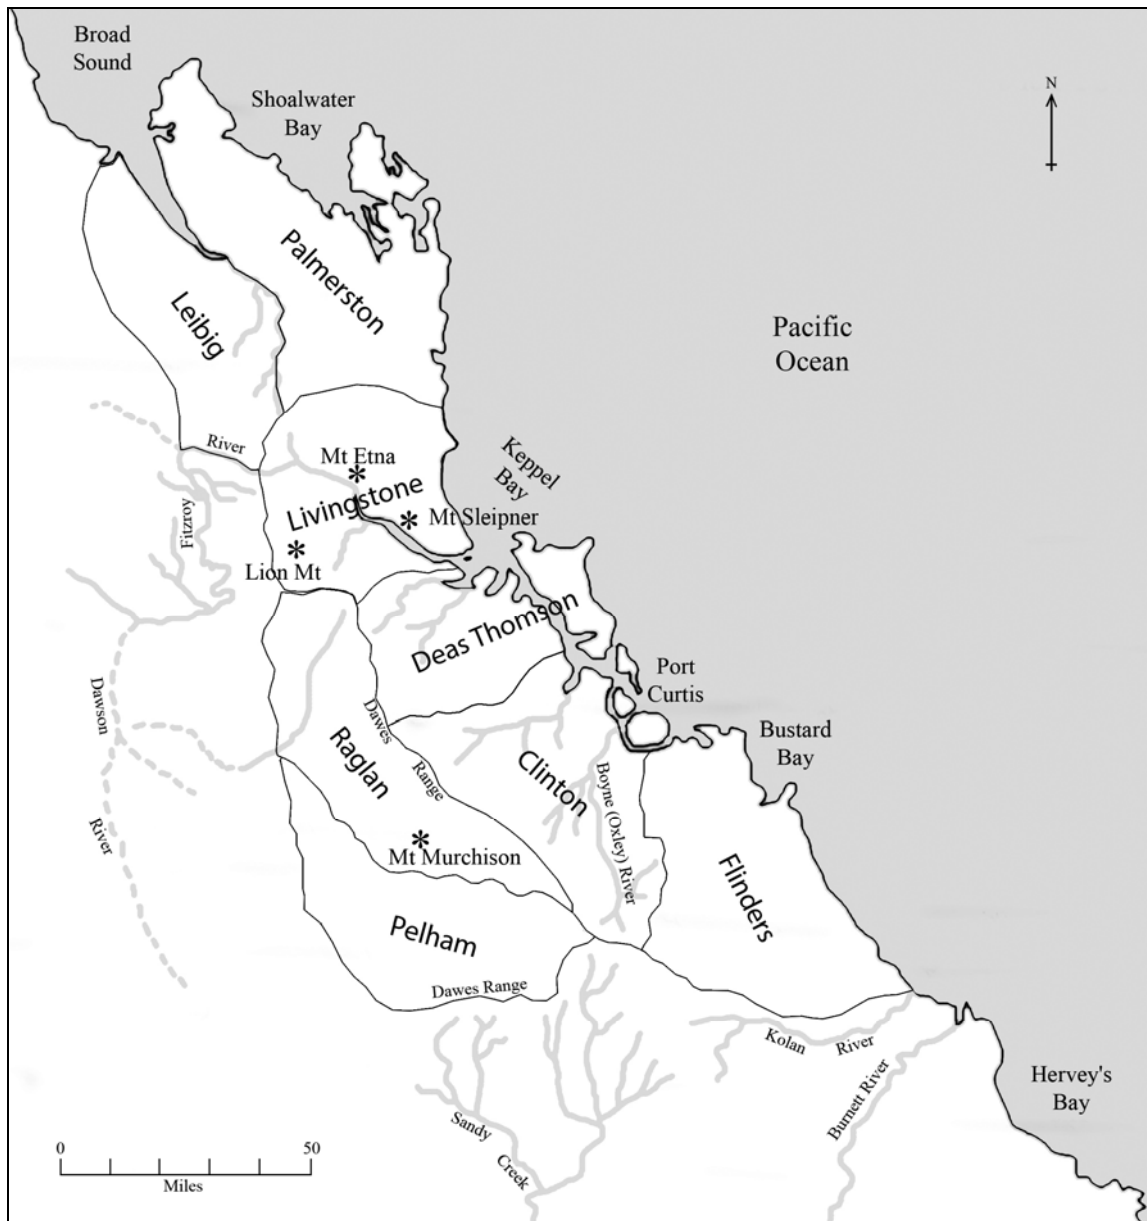 Broad
Sound
Shoalwater
Bay
N
Palmerston
Leibig
Pacific
Ocean
River
Mt Etna
Keppel
Bay
Livingstone
Mt Sleipner
Fitzroy
Lion Mt
Deas Thomson
Port
Curtis
Dawson
Dawes
Bustard
Bay
Raglan
Range
Clinton
Boyne (Oxley) River
River
Mt Murchison
Flinders
Pelham
Dawes Range
Kolan
River
Hervey's
Bay
Burnett River
Sandy
Creek
0
50
Miles